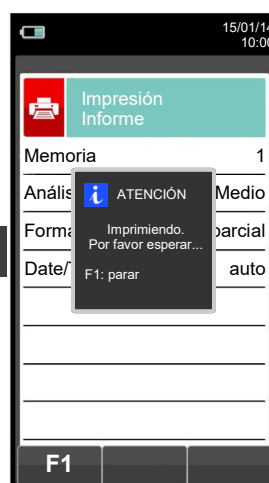 15/01/14
10:00
Impresión
Informe
Memoria 1
Medio
parcial
auto
ATENCIÓN
Imprimiendo.
Por favor esperar...
F1: parar
F1